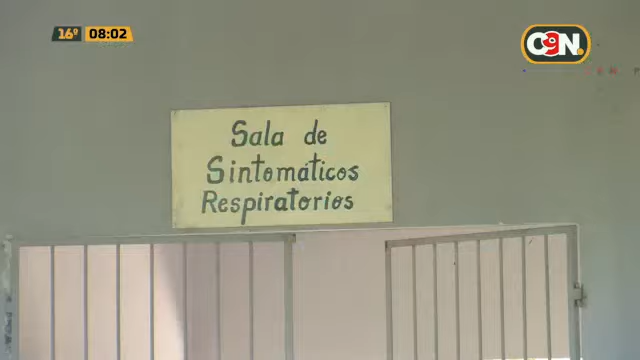 16º 08:02
C9N.
Sala de
Sintomáticos
Respiratorios